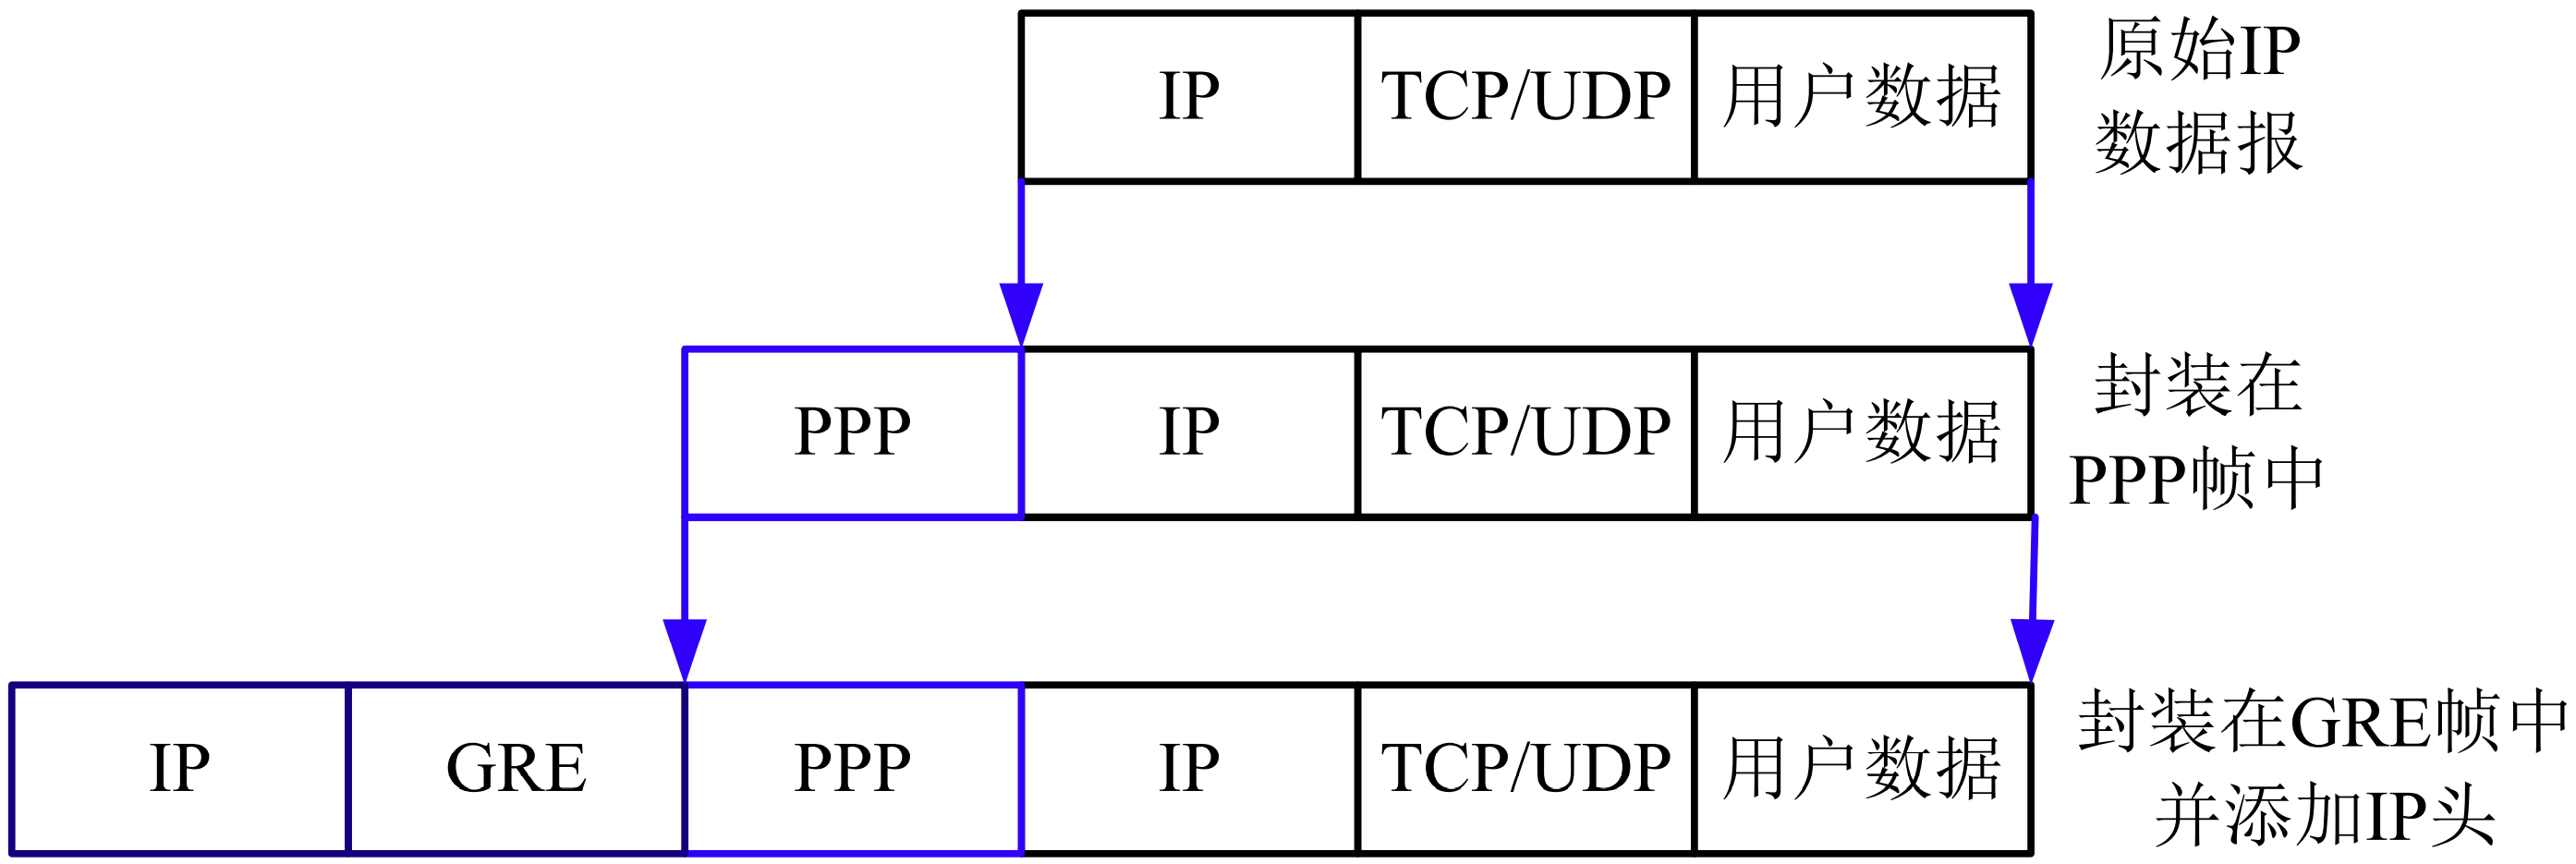 IP TCP/UDP 用户数据 原始IP
数据报
PPP IP TCP/UDP 用户数据 封装在
PPP帧中
IP GRE PPP IP TCP/UDP 用户数据 封装在GRE帧中
并添加IP头